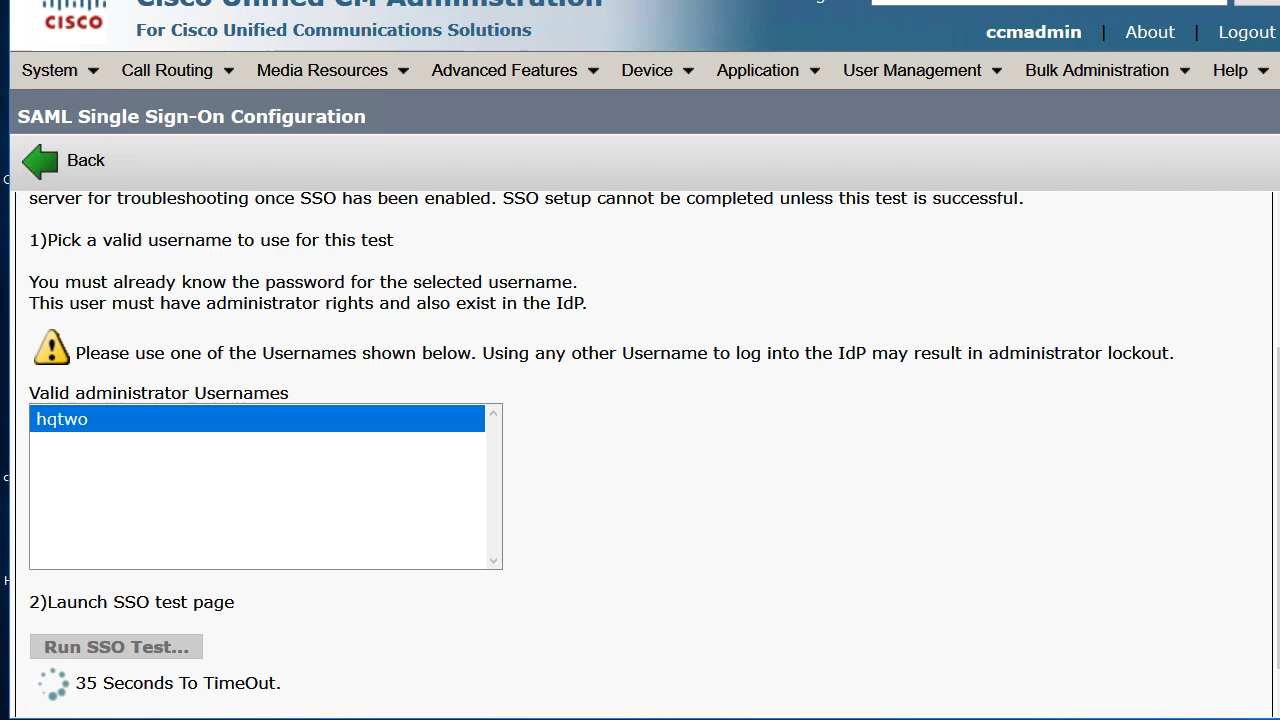 Cisco Unified CM Administration
CISCO
For Cisco Unified Communications Solutions
ccmadmin | About | Logout
System Call Routing Media Resources Advanced Features Device Application User Management Bulk Administration Help
SAML Single Sign-On Configuration
Back
server for troubleshooting once SSO has been enabled. SSO setup cannot be completed unless this test is successful.
1)Pick a valid username to use for this test
You must already know the password for the selected username.
This user must have administrator rights and also exist in the IdP.
Please use one of the Usernames shown below. Using any other Username to log into the IdP may result in administrator lockout.
Valid administrator Usernames
hqtwo
2)Launch SSO test page
Run SSO Test...
35 Seconds To TimeOut.